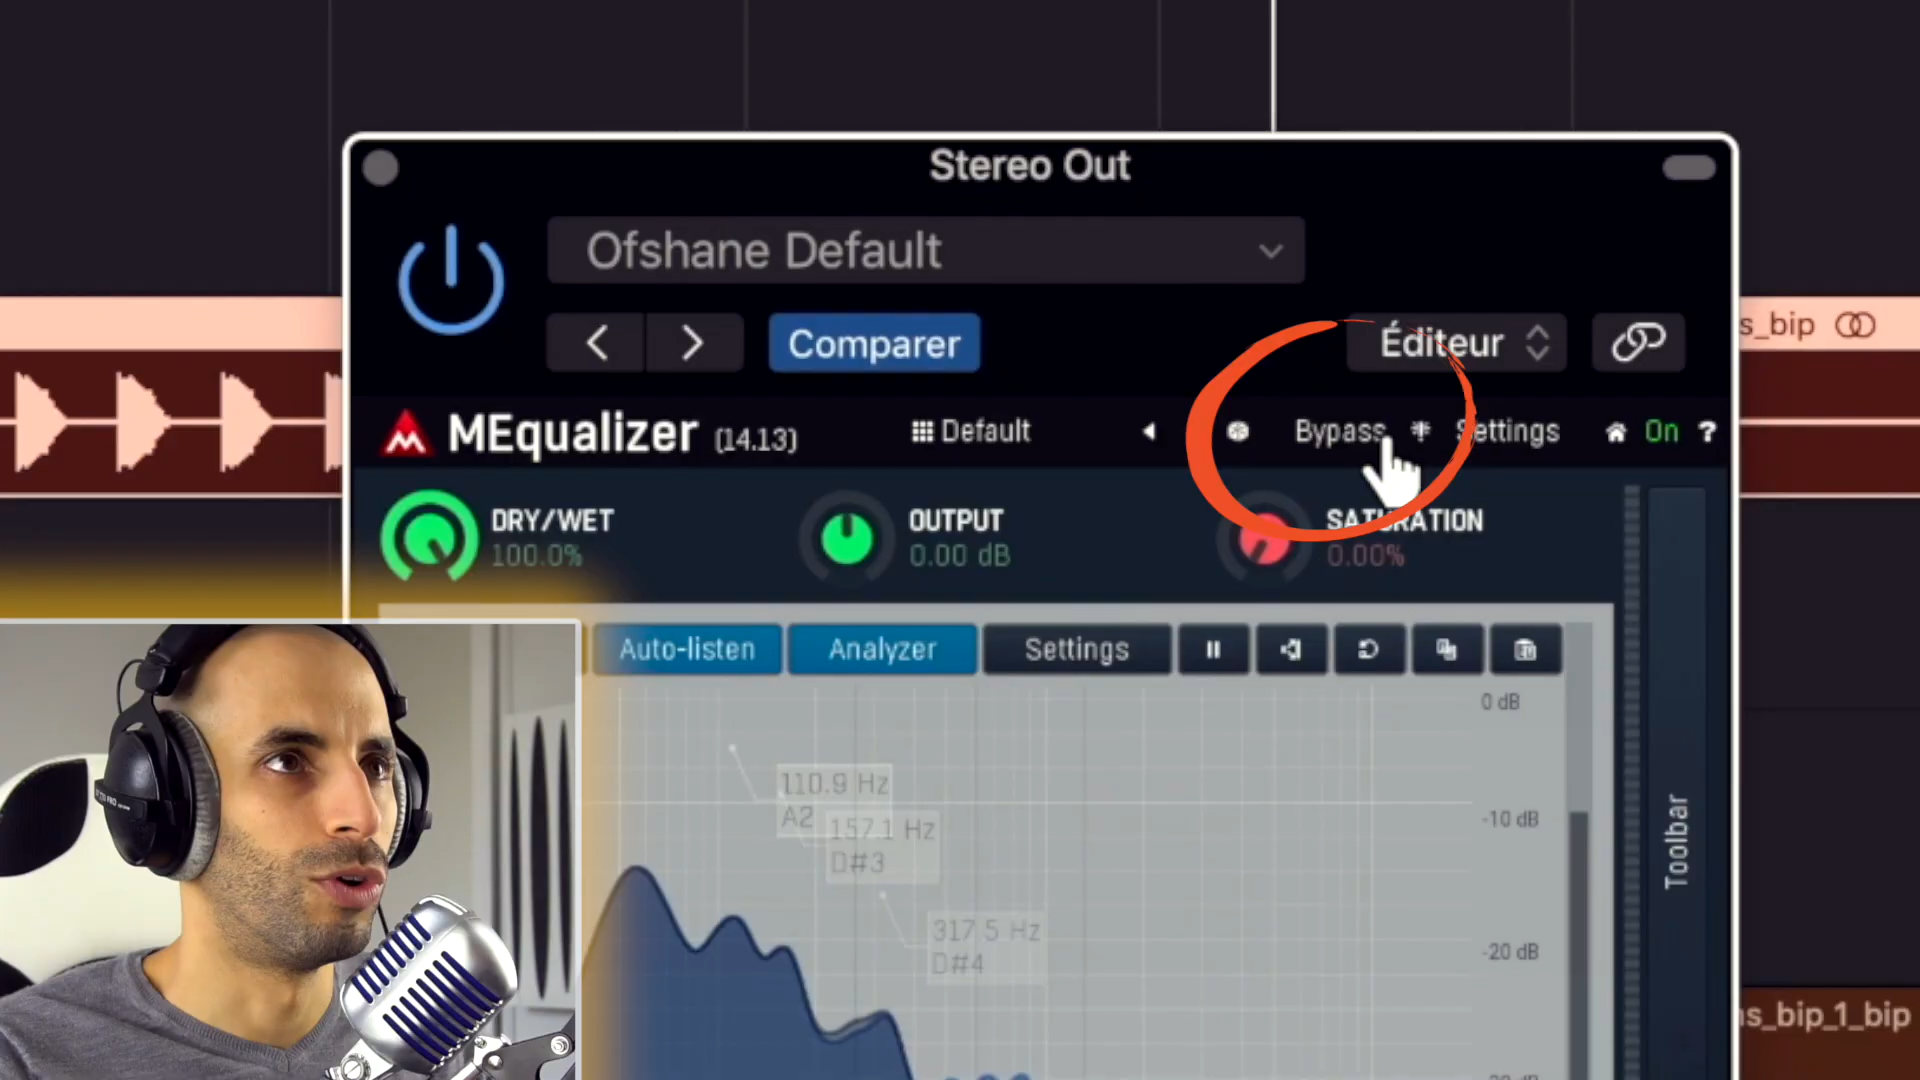 Stereo Out
Ofshane Default
Comparer
Éditeur
s_bip
MEqualizer (14.13)
Default
Bypass
Settings
On
?
DRY/WET
100.0%
OUTPUT
0.00 dB
SATURATION
0.00%
Auto-listen
Analyzer
Settings
0 dB
110.9 Hz
A2
157.1 Hz
D#3
-10 dB
Toolbar
317.5 Hz
D#4
-20 dB
ns_bip_1_bip